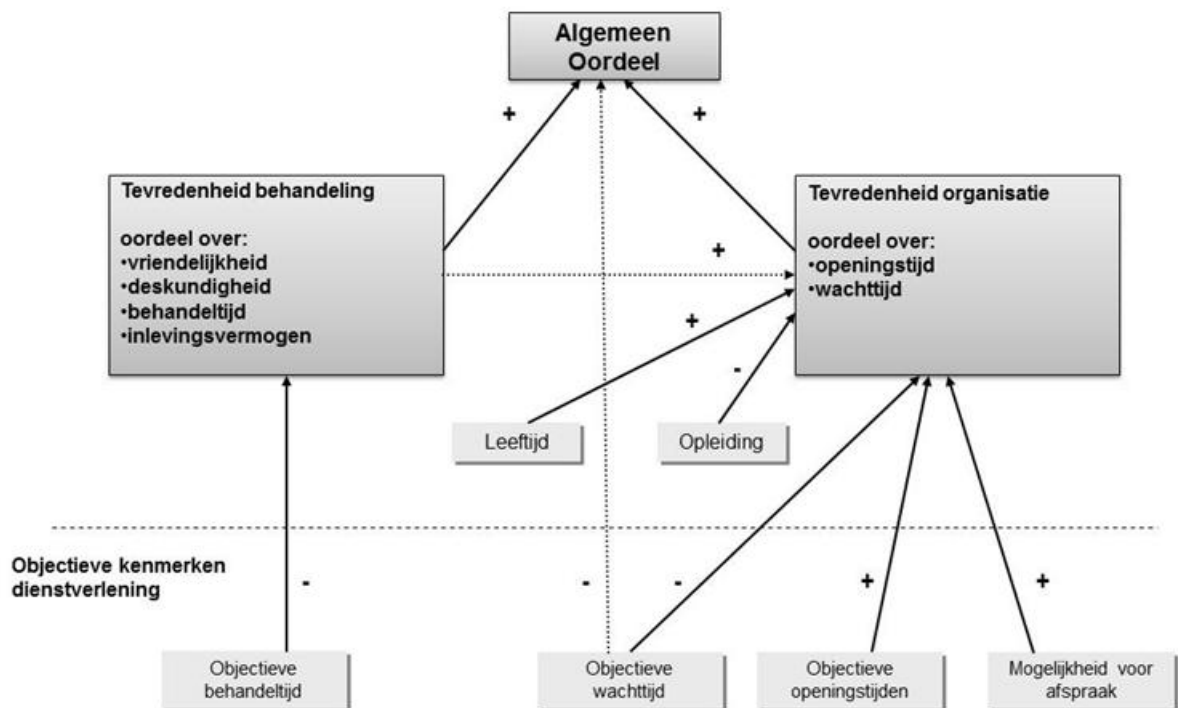 Algemeen
Oordeel
+
+
Tevredenheid behandeling
oordeel over:
•vriendelijkheid
•deskundigheid
•behandeltijd
•inlevingsvermogen
Tevredenheid organisatie
oordeel over:
•openingstijd
•wachttijd
+
+
-
Leeftijd
Opleiding
Objectieve kenmerken
dienstverlening
-
-
-
+
+
Objectieve
behandeltijd
Objectieve
wachttijd
Objectieve
openingstijden
Mogelijkheid voor
afspraak